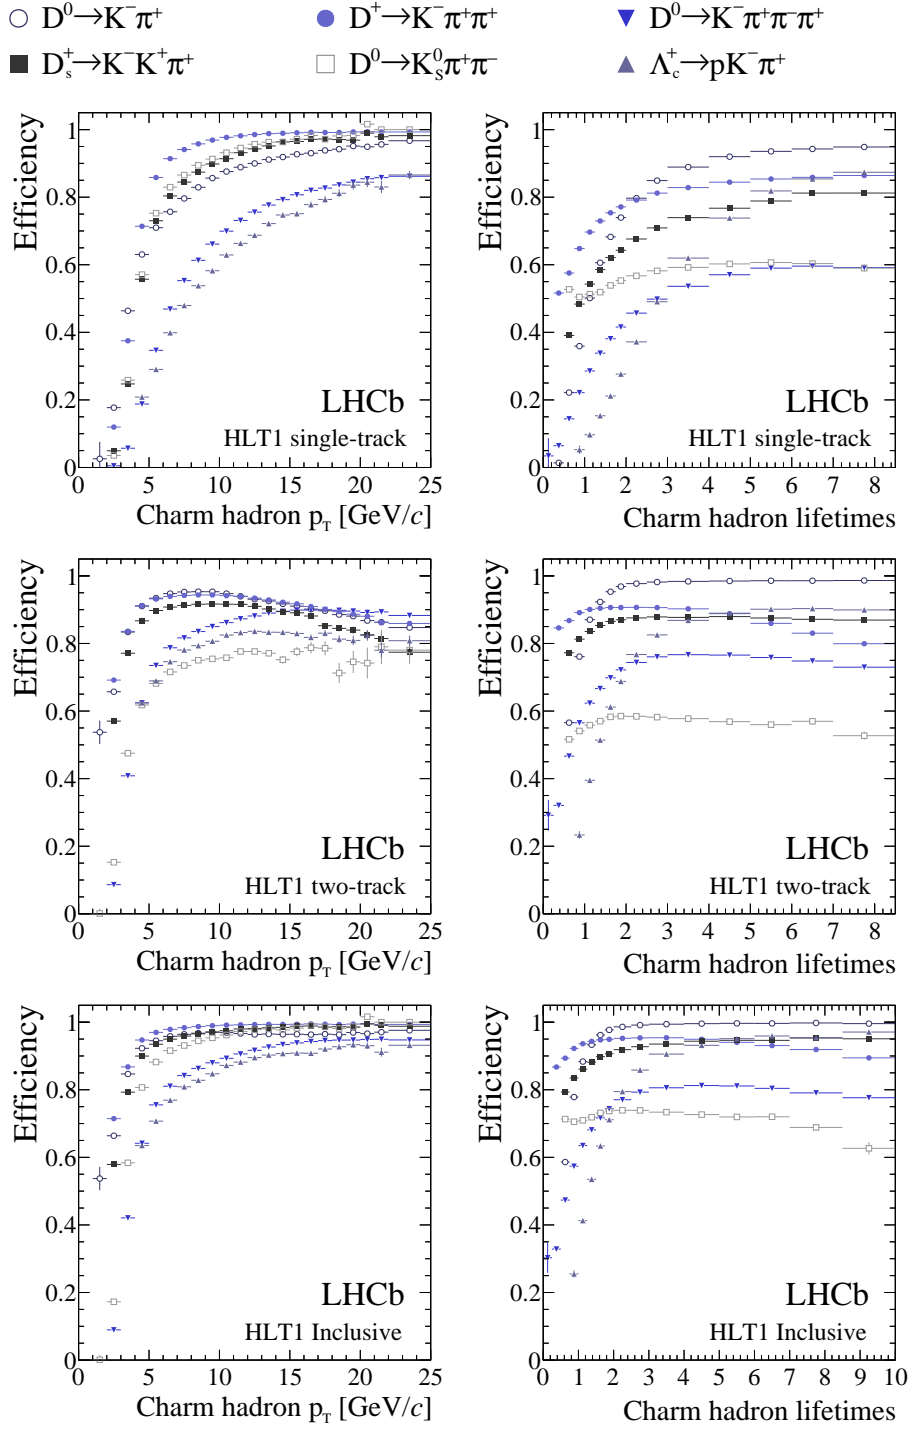 D⁰→K⁻π⁺ D⁺→K⁻π⁺π⁺ D⁰→K⁻π⁺π⁻π⁺
Dₛ⁺→K⁻K⁺π⁺ D⁰→Kₛ⁰π⁺π⁻ Λ꜀⁺→pK⁻π⁺
Efficiency
1
0.8
0.6
0.4
0.2
0
LHCb
HLT1 single-track
5 10 15 20 25
Charm hadron p_T [GeV/c]
Efficiency
1
0.8
0.6
0.4
0.2
0
LHCb
HLT1 single-track
0 1 2 3 4 5 6 7 8
Charm hadron lifetimes
Efficiency
1
0.8
0.6
0.4
0.2
0
LHCb
HLT1 two-track
5 10 15 20 25
Charm hadron p_T [GeV/c]
Efficiency
1
0.8
0.6
0.4
0.2
0
LHCb
HLT1 two-track
0 1 2 3 4 5 6 7 8
Charm hadron lifetimes
Efficiency
1
0.8
0.6
0.4
0.2
0
LHCb
HLT1 Inclusive
5 10 15 20 25
Charm hadron p_T [GeV/c]
Efficiency
1
0.8
0.6
0.4
0.2
0
LHCb
HLT1 Inclusive
0 1 2 3 4 5 6 7 8 9 10
Charm hadron lifetimes